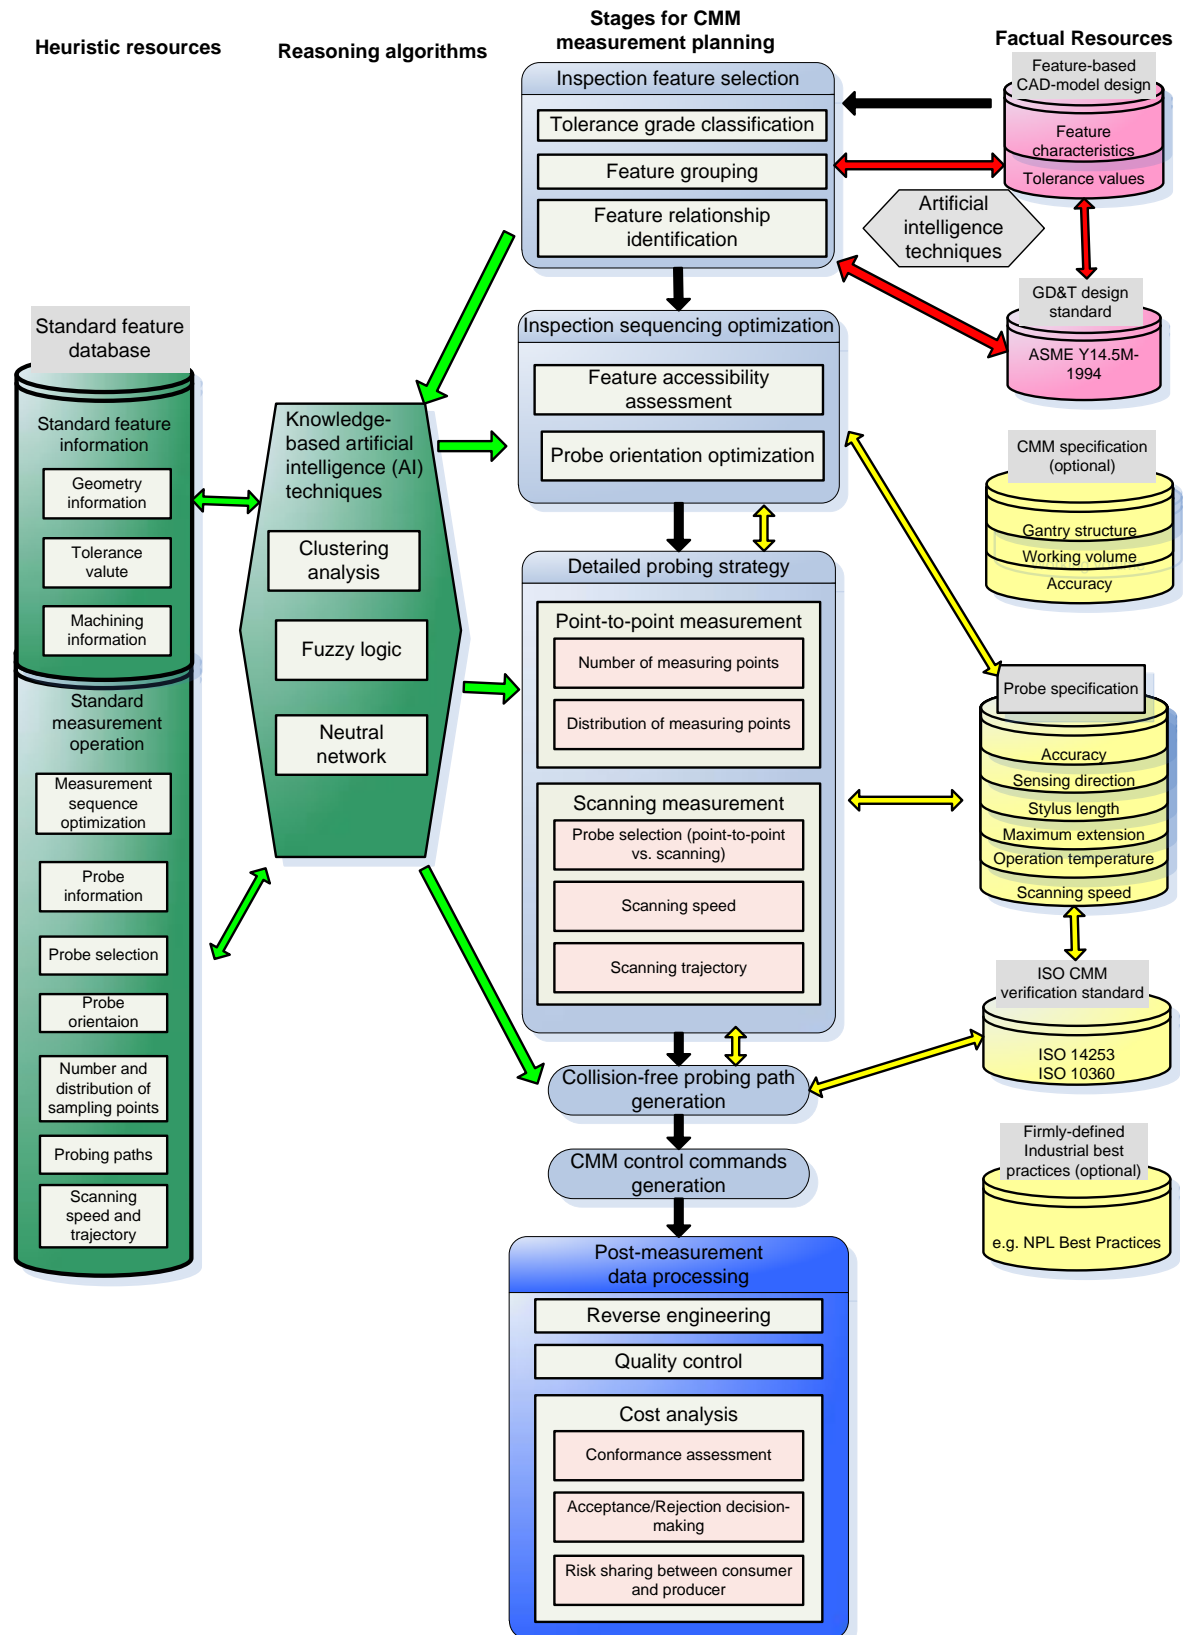 Heuristic resources
Reasoning algorithms
Stages for CMM
measurement planning
Factual Resources
Inspection feature selection
Tolerance grade classification
Feature grouping
Feature relationship
identification
Feature-based
CAD-model design
Feature
characteristics
Tolerance values
Artificial
intelligence
techniques
GD&T design
standard
ASME Y14.5M-
1994
Standard feature
database
Standard feature
information
Geometry
information
Tolerance
valute
Machining
information
Standard
measurement
operation
Measurement
sequence
optimization
Probe
information
Probe selection
Probe
orientaion
Number and
distribution of
sampling points
Probing paths
Scanning
speed and
trajectory
Knowledge-
based artificial
intelligence (AI)
techniques
Clustering
analysis
Fuzzy logic
Neutral
network
Inspection sequencing optimization
Feature accessibility
assessment
Probe orientation optimization
Detailed probing strategy
Point-to-point measurement
Number of measuring points
Distribution of measuring points
Scanning measurement
Probe selection (point-to-point
vs. scanning)
Scanning speed
Scanning trajectory
Collision-free probing path
generation
CMM control commands
generation
Post-measurement
data processing
Reverse engineering
Quality control
Cost analysis
Conformance assessment
Acceptance/Rejection decision-
making
Risk sharing between consumer
and producer
CMM specification
(optional)
Gantry structure
Working volume
Accuracy
Probe specification
Accuracy
Sensing direction
Stylus length
Maximum extension
Operation temperature
Scanning speed
ISO CMM
verification standard
ISO 14253
ISO 10360
Firmly-defined
Industrial best
practices (optional)
e.g. NPL Best Practices